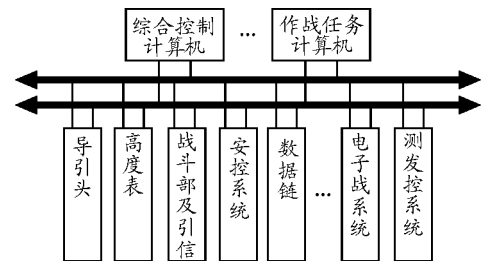 综合控制
计算机
...
作战任务
计算机
导引头
高度表
战斗部及引信
安控系统
数据链
...
电子战系统
测发控系统